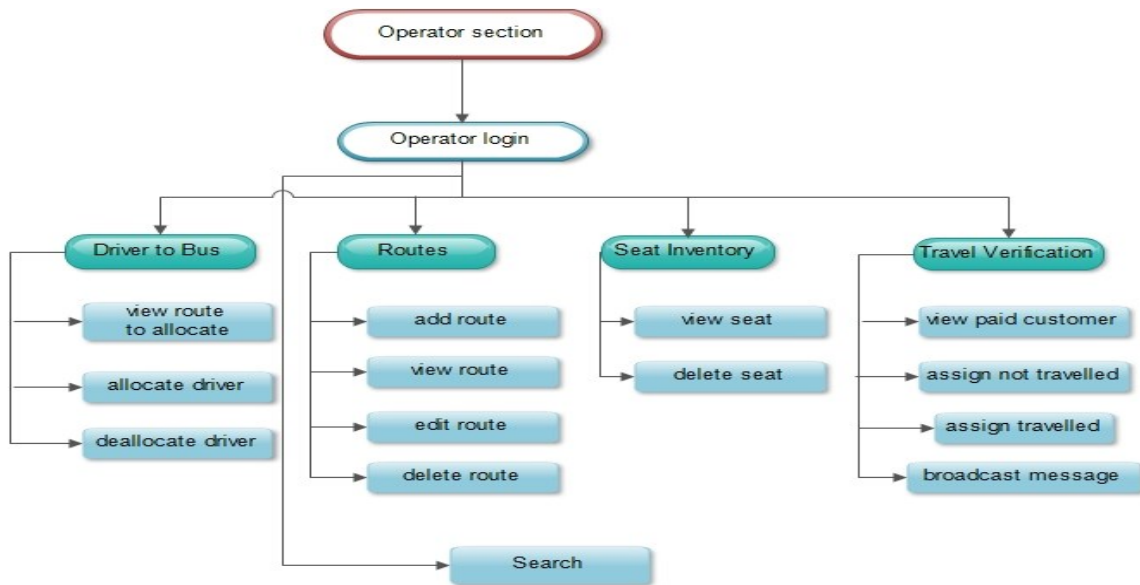 Operator section
Operator login
Driver to Bus
view route
to allocate
allocate driver
deallocate driver
Routes
add route
view route
edit route
delete route
Seat Inventory
view seat
delete seat
Travel Verification
view paid customer
assign not travelled
assign travelled
broadcast message
Search